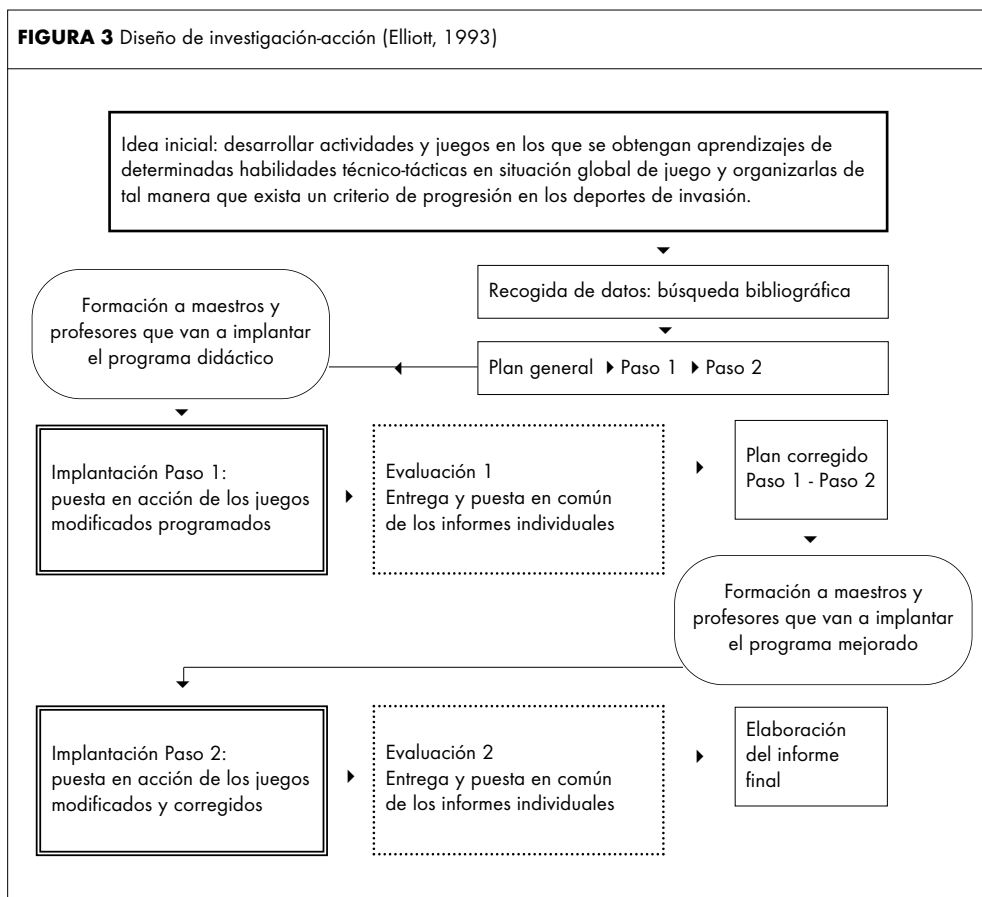 FIGURA 3 Diseño de investigación-acción (Elliott, 1993)
Idea inicial: desarrollar actividades y juegos en los que se obtengan aprendizajes de
determinadas habilidades técnico-tácticas en situación global de juego y organizarlas de
tal manera que exista un criterio de progresión en los deportes de invasión.
Recogida de datos: búsqueda bibliográfica
Plan general ▸ Paso 1 ▸ Paso 2
Formación a maestros y
profesores que van a implantar
el programa didáctico
Implantación Paso 1:
puesta en acción de los juegos
modificados programados
Evaluación 1
Entrega y puesta en común
de los informes individuales
Plan corregido
Paso 1 - Paso 2
Formación a maestros y
profesores que van a implantar
el programa mejorado
Implantación Paso 2:
puesta en acción de los juegos
modificados y corregidos
Evaluación 2
Entrega y puesta en común
de los informes individuales
Elaboración
del informe
final